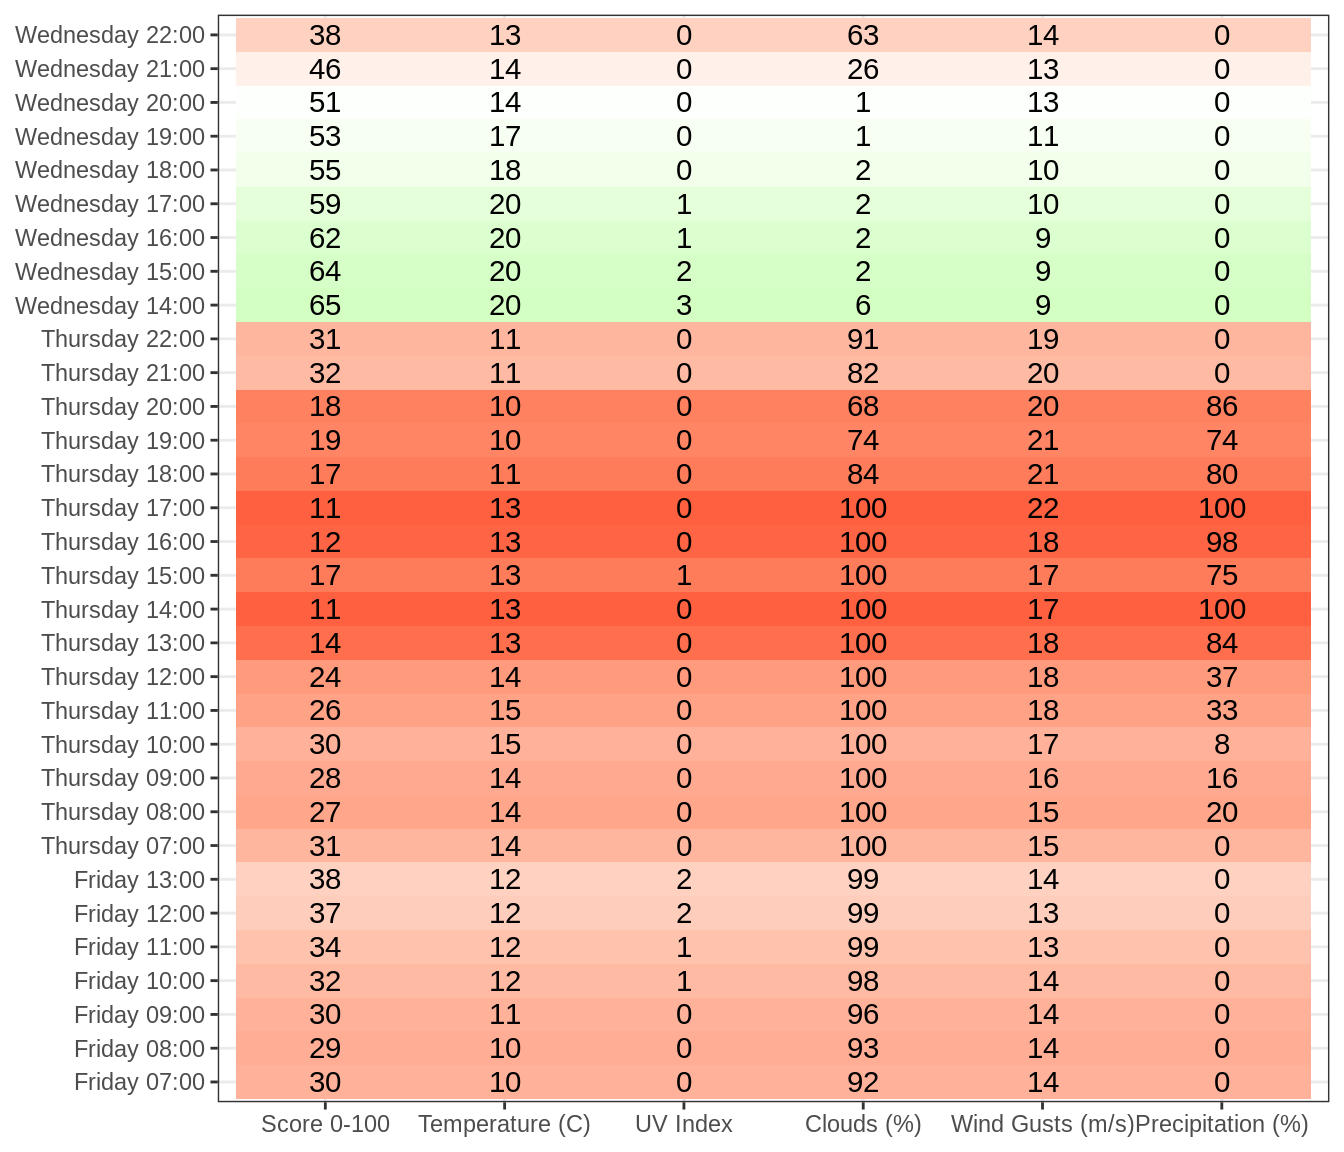 Wednesday 22:00 38 13 0 63 14 0
Wednesday 21:00 46 14 0 26 13 0
Wednesday 20:00 51 14 0 1 13 0
Wednesday 19:00 53 17 0 1 11 0
Wednesday 18:00 55 18 0 2 10 0
Wednesday 17:00 59 20 1 2 10 0
Wednesday 16:00 62 20 1 2 9 0
Wednesday 15:00 64 20 2 2 9 0
Wednesday 14:00 65 20 3 6 9 0
Thursday 22:00 31 11 0 91 19 0
Thursday 21:00 32 11 0 82 20 0
Thursday 20:00 18 10 0 68 20 86
Thursday 19:00 19 10 0 74 21 74
Thursday 18:00 17 11 0 84 21 80
Thursday 17:00 11 13 0 100 22 100
Thursday 16:00 12 13 0 100 18 98
Thursday 15:00 17 13 1 100 17 75
Thursday 14:00 11 13 0 100 17 100
Thursday 13:00 14 13 0 100 18 84
Thursday 12:00 24 14 0 100 18 37
Thursday 11:00 26 15 0 100 18 33
Thursday 10:00 30 15 0 100 17 8
Thursday 09:00 28 14 0 100 16 16
Thursday 08:00 27 14 0 100 15 20
Thursday 07:00 31 14 0 100 15 0
Friday 13:00 38 12 2 99 14 0
Friday 12:00 37 12 2 99 13 0
Friday 11:00 34 12 1 99 13 0
Friday 10:00 32 12 1 98 14 0
Friday 09:00 30 11 0 96 14 0
Friday 08:00 29 10 0 93 14 0
Friday 07:00 30 10 0 92 14 0
Score 0-100 Temperature (C) UV Index Clouds (%) Wind Gusts (m/s) Precipitation (%)